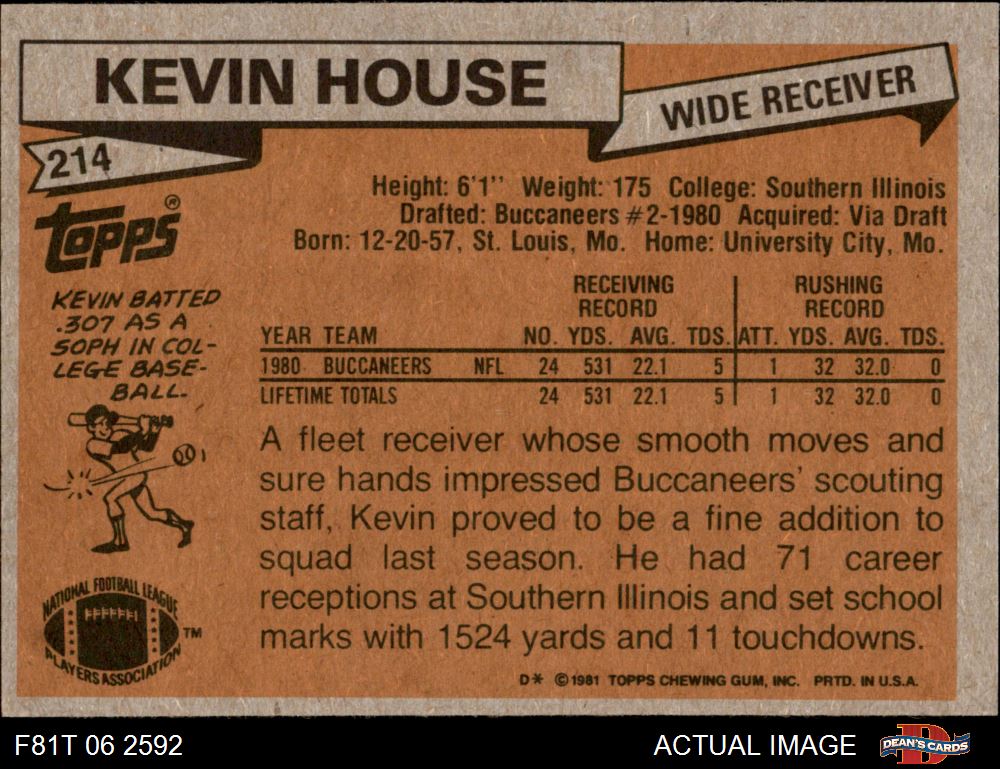 KEVIN HOUSE
WIDE RECEIVER
214
TOPPS®
Height: 6'1'' Weight: 175 College: Southern Illinois
Drafted: Buccaneers #2-1980 Acquired: Via Draft
Born: 12-20-57, St. Louis, Mo. Home: University City, Mo.
KEVIN BATTED
.307 AS A
SOPH IN COL-
LEGE BASE-
BALL.
RECEIVING RUSHING
RECORD RECORD
YEAR TEAM NO. YDS. AVG. TDS. ATT. YDS. AVG. TDS.
1980 BUCCANEERS NFL 24 531 22.1 5 1 32 32.0 0
LIFETIME TOTALS 24 531 22.1 5 1 32 32.0 0
A fleet receiver whose smooth moves and
sure hands impressed Buccaneers' scouting
staff, Kevin proved to be a fine addition to
squad last season. He had 71 career
receptions at Southern Illinois and set school
marks with 1524 yards and 11 touchdowns.
NATIONAL FOOTBALL LEAGUE
PLAYERS ASSOCIATION TM
D* ©1981 TOPPS CHEWING GUM, INC. PRTD. IN U.S.A.
F81T 06 2592 ACTUAL IMAGE DEAN'S CARDS